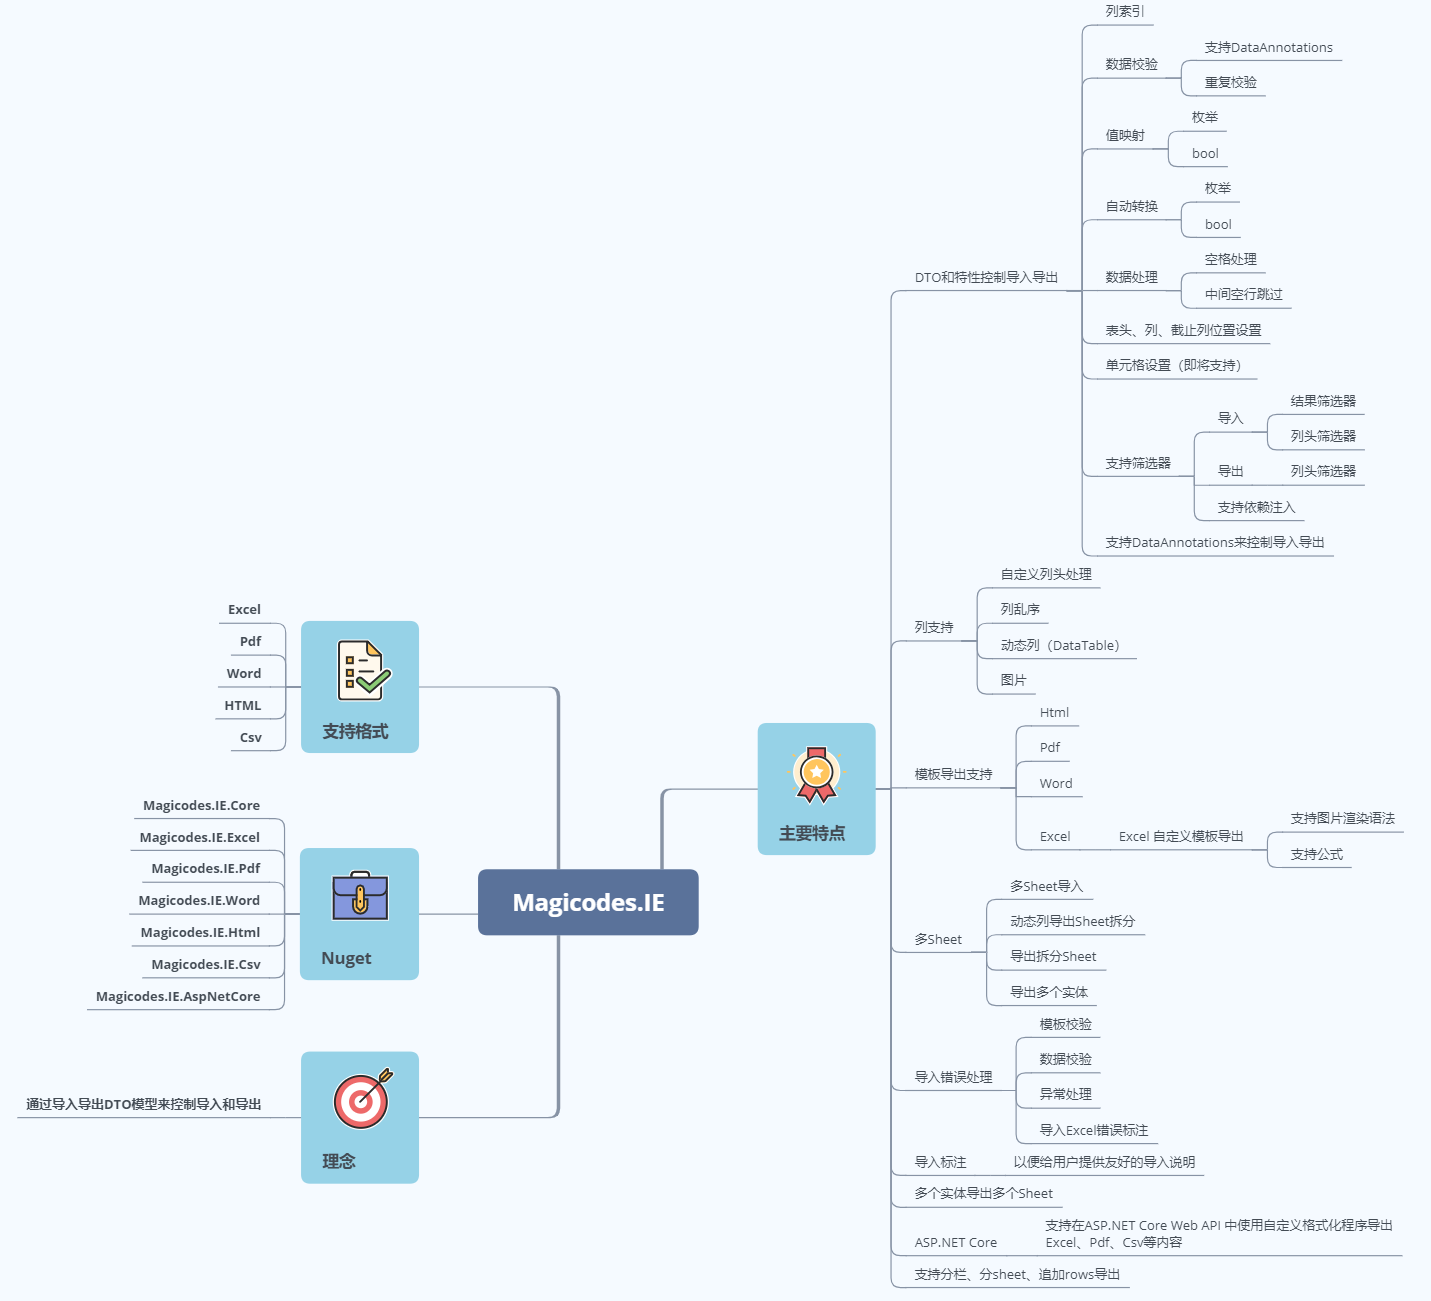 Magicodes.IE
支持格式
Excel
Pdf
Word
HTML
Csv
Nuget
Magicodes.IE.Core
Magicodes.IE.Excel
Magicodes.IE.Pdf
Magicodes.IE.Word
Magicodes.IE.Html
Magicodes.IE.Csv
Magicodes.IE.AspNetCore
理念
通过导入导出DTO模型来控制导入和导出
主要特点
DTO和特性控制导入导出
列索引
数据校验
支持DataAnnotations
重复校验
值映射
枚举
bool
自动转换
枚举
bool
数据处理
空格处理
中间空行跳过
表头、列、截止列位置设置
单元格设置（即将支持）
支持筛选器
导入
结果筛选器
列头筛选器
导出
列头筛选器
支持依赖注入
支持DataAnnotations来控制导入导出
列支持
自定义列头处理
列乱序
动态列（DataTable）
图片
模板导出支持
Html
Pdf
Word
Excel
Excel 自定义模板导出
支持图片渲染语法
支持公式
多Sheet
多Sheet导入
动态列导出Sheet拆分
导出拆分Sheet
导出多个实体
导入错误处理
模板校验
数据校验
异常处理
导入Excel错误标注
导入标注
以便给用户提供友好的导入说明
多个实体导出多个Sheet
ASP.NET Core
支持在ASP.NET Core Web API 中使用自定义格式化程序导出
Excel、Pdf、Csv等内容
支持分栏、分sheet、追加rows导出